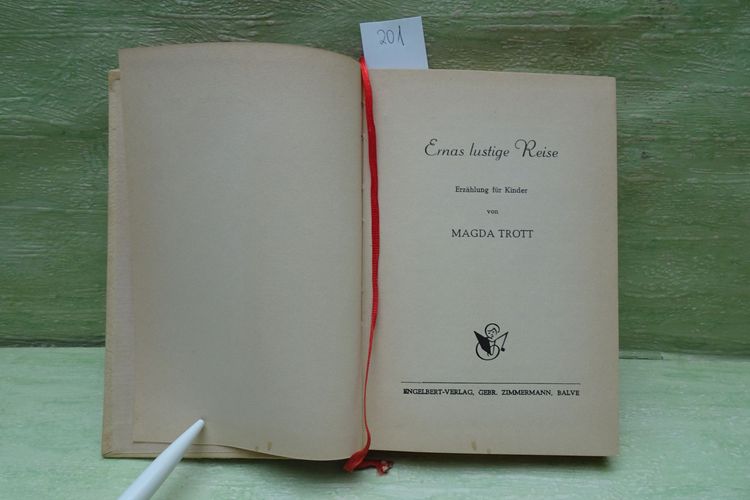 201
Ernas lustige Reise
Erzählung für Kinder
von
MAGDA TROTT
ENGELBERT-VERLAG, GEBR. ZIMMERMANN, BALVE